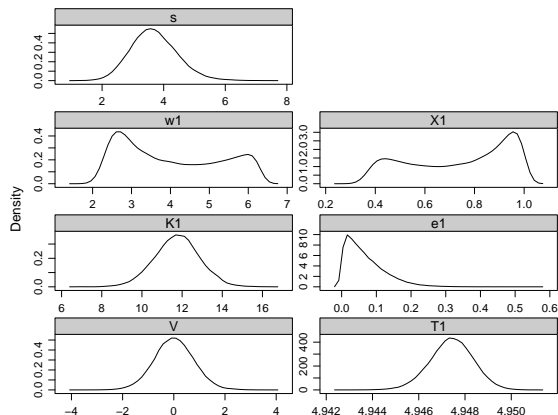 s
0.0 0.2 0.4
2 4 6 8
w1
0.0 0.2 0.4
2 3 4 5 6 7
X1
0.0 1.0 2.0 3.0
0.2 0.4 0.6 0.8 1.0
Density
K1
0.0 0.2
6 8 10 12 14 16
e1
0 2 4 6 8 10
0.0 0.1 0.2 0.3 0.4 0.5 0.6
V
0.0 0.2 0.4
−4 −2 0 2 4
T1
0 200 400
4.942 4.944 4.946 4.948 4.950